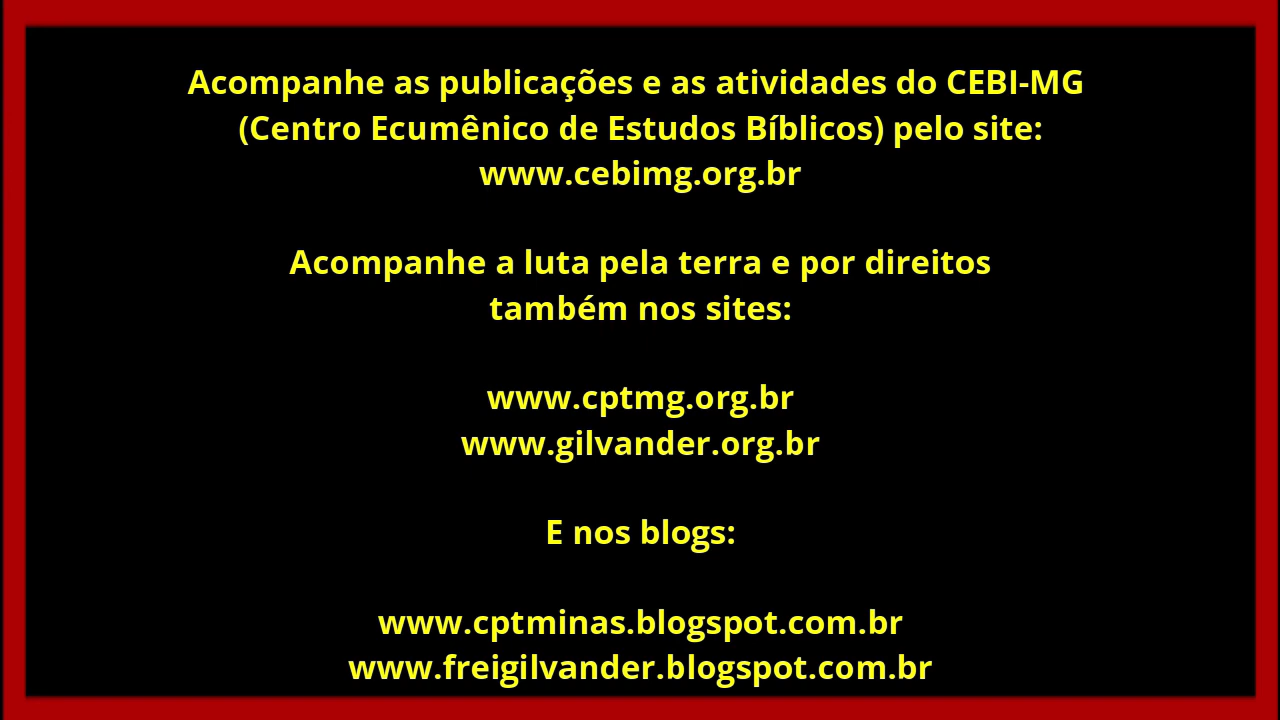 Acompanhe as publicações e as atividades do CEBI-MG
(Centro Ecumênico de Estudos Bíblicos) pelo site:
www.cebimg.org.br
Acompanhe a luta pela terra e por direitos
também nos sites:
www.cptmg.org.br
www.gilvander.org.br
E nos blogs:
www.cptminas.blogspot.com.br
www.freigilvander.blogspot.com.br